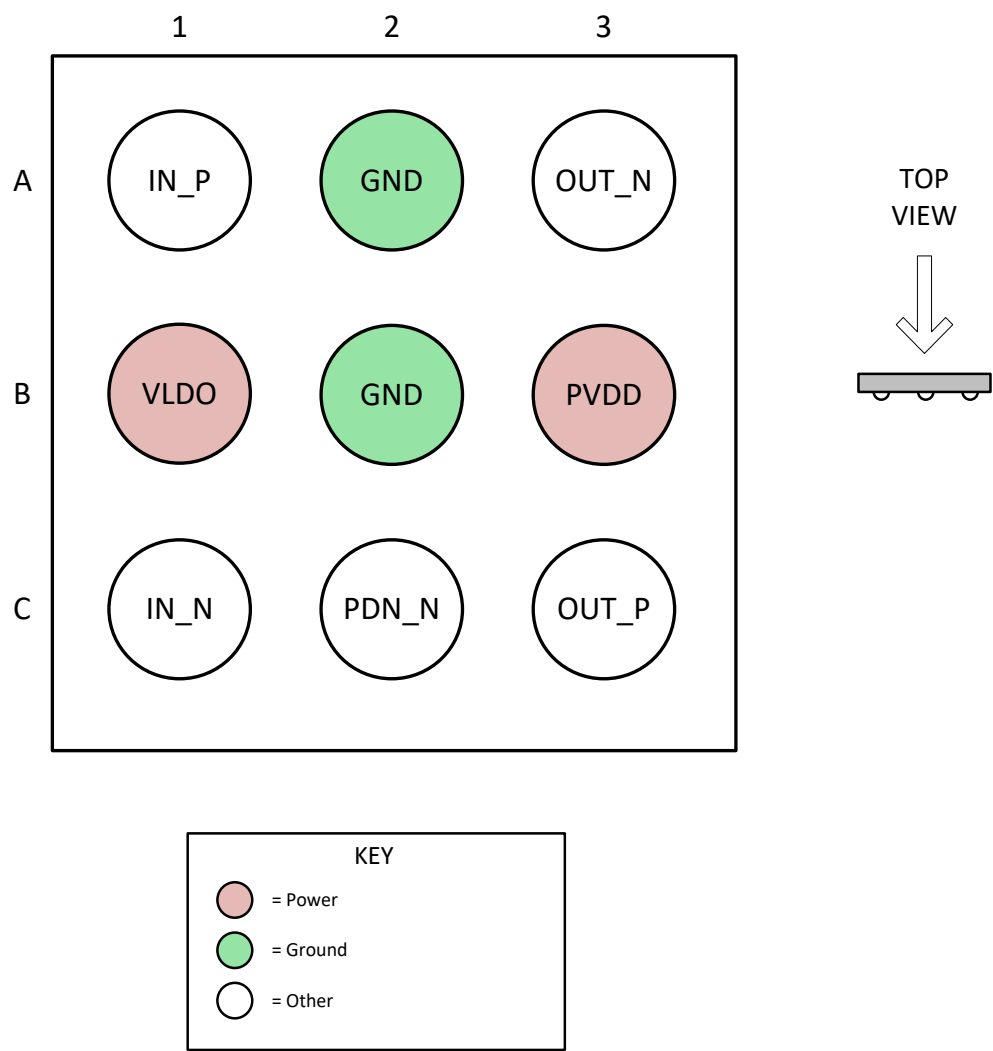 1 2 3
A IN_P GND OUT_N
TOP
VIEW
B VLDO GND PVDD
C IN_N PDN_N OUT_P
KEY
= Power
= Ground
= Other